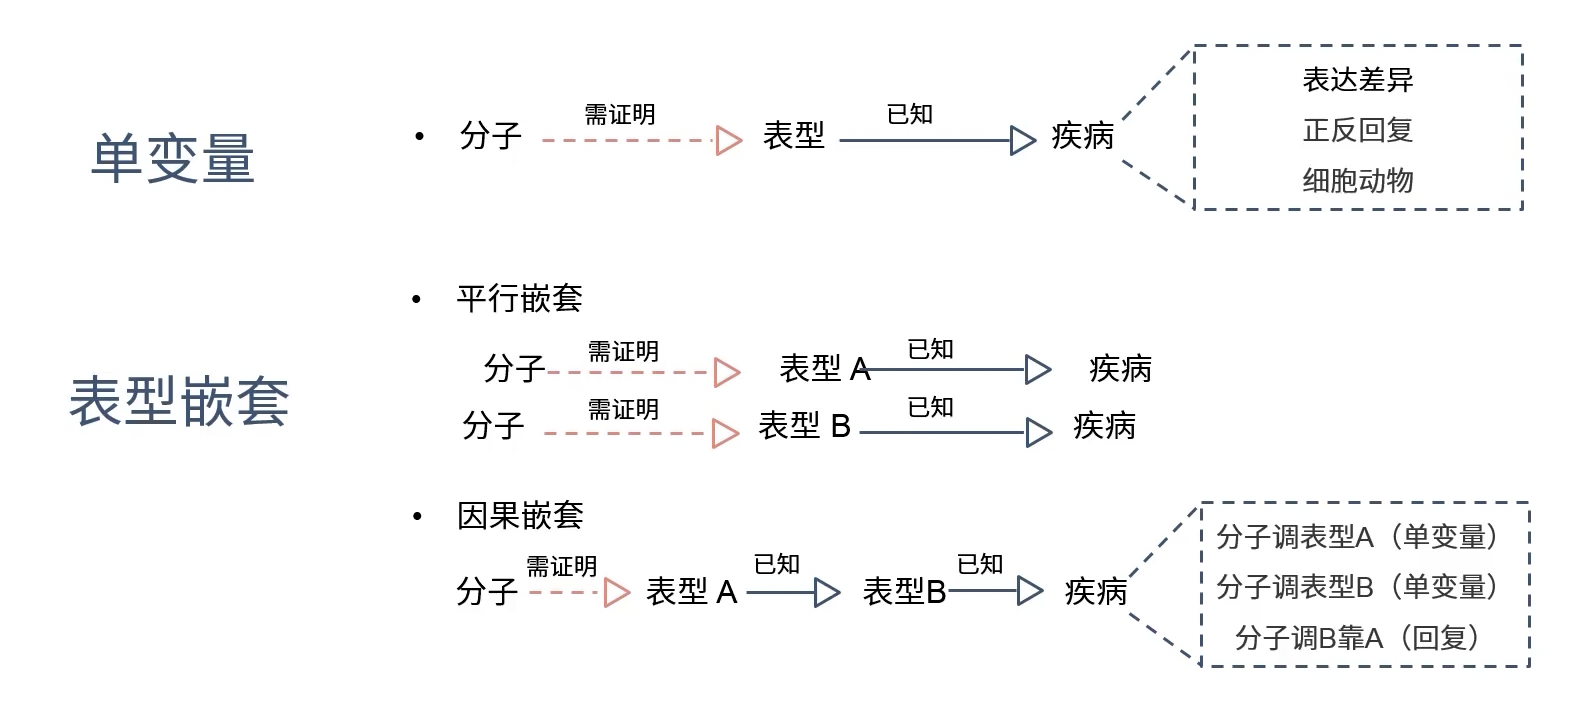 单变量
• 分子 需证明 表型 已知 疾病
表达差异
正反回复
细胞动物
表型嵌套
• 平行嵌套
分子 需证明 表型 A 已知 疾病
分子 需证明 表型 B 已知 疾病
• 因果嵌套
分子 需证明 表型 A 已知 表型B 已知 疾病
分子调表型A（单变量）
分子调表型B（单变量）
分子调B靠A（回复）